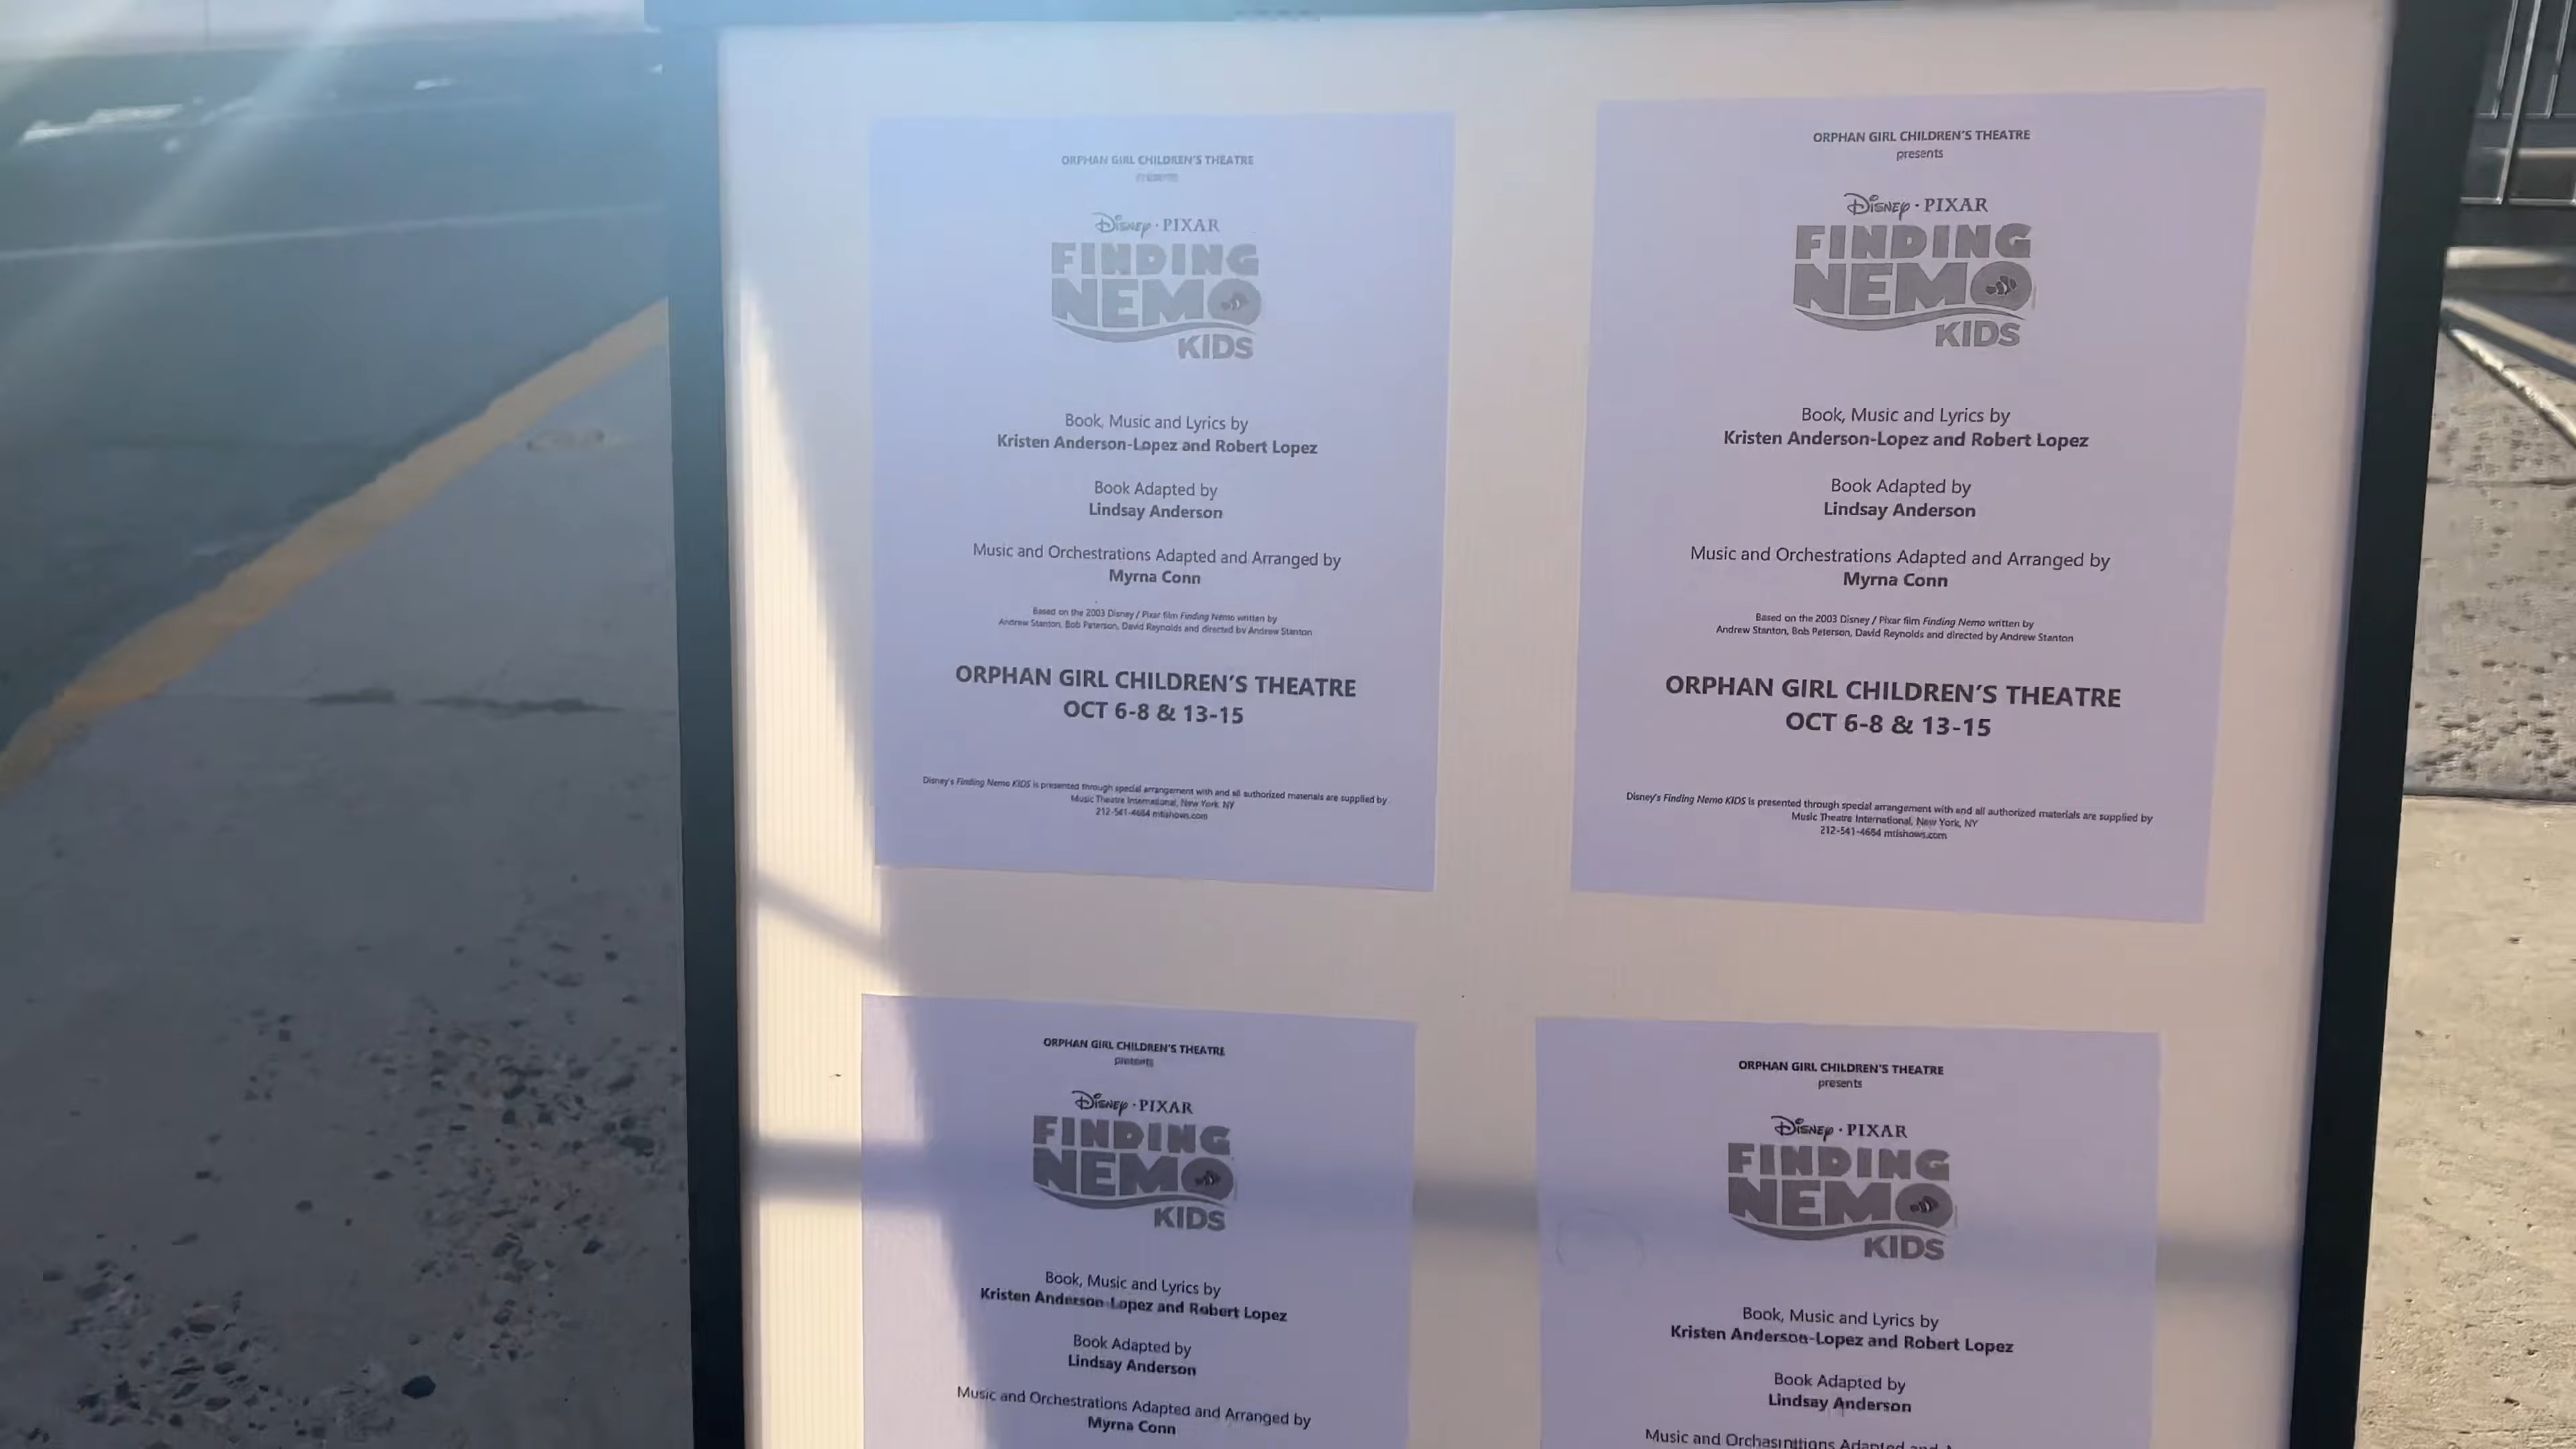 ORPHAN GIRL CHILDREN'S THEATRE
presents
Disney · PIXAR
FINDING
NEMO
KIDS
Book, Music and Lyrics by
Kristen Anderson-Lopez and Robert Lopez
Book Adapted by
Lindsay Anderson
Music and Orchestrations Adapted and Arranged by
Myrna Conn
Based on the 2003 Disney / Pixar film Finding Nemo written by
Andrew Stanton, Bob Peterson, David Reynolds and directed by Andrew Stanton
ORPHAN GIRL CHILDREN'S THEATRE
OCT 6-8 & 13-15
Disney's Finding Nemo KIDS is presented through special arrangement with and all authorized materials are supplied by
Music Theatre International, New York, NY
212-541-4684 mtishows.com
ORPHAN GIRL CHILDREN'S THEATRE
presents
Disney · PIXAR
FINDING
NEMO
KIDS
Book, Music and Lyrics by
Kristen Anderson-Lopez and Robert Lopez
Book Adapted by
Lindsay Anderson
Music and Orchestrations Adapted and Arranged by
Myrna Conn
Based on the 2003 Disney / Pixar film Finding Nemo written by
Andrew Stanton, Bob Peterson, David Reynolds and directed by Andrew Stanton
ORPHAN GIRL CHILDREN'S THEATRE
OCT 6-8 & 13-15
Disney's Finding Nemo KIDS is presented through special arrangement with and all authorized materials are supplied by
Music Theatre International, New York, NY
212-541-4684 mtishows.com
ORPHAN GIRL CHILDREN'S THEATRE
presents
Disney · PIXAR
FINDING
NEMO
KIDS
Book, Music and Lyrics by
Kristen Anderson-Lopez and Robert Lopez
Book Adapted by
Lindsay Anderson
Music and Orchestrations Adapted and Arranged by
Myrna Conn
ORPHAN GIRL CHILDREN'S THEATRE
presents
Disney · PIXAR
FINDING
NEMO
KIDS
Book, Music and Lyrics by
Kristen Anderson-Lopez and Robert Lopez
Book Adapted by
Lindsay Anderson
Music and Orchestrations Adapted and